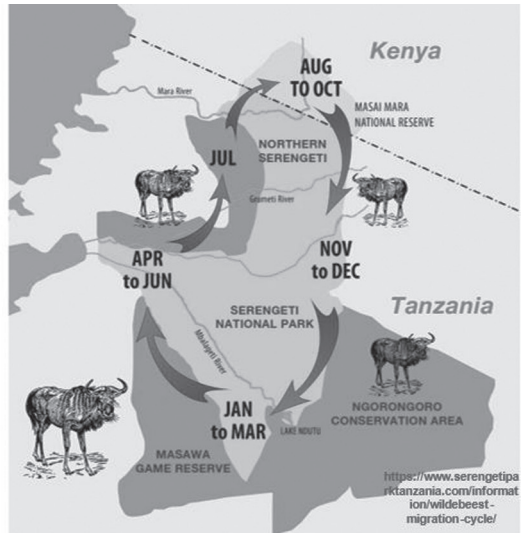 Kenya
AUG
TO OCT
Mara River
MASAI MARA
NATIONAL RESERVE
NORTHERN
SERENGETI
JUL
Grumeti River
NOV
to DEC
APR
to JUN
SERENGETI
NATIONAL PARK
Tanzania
Mbalageti River
JAN
to MAR
LAKE NDUTU
NGORONGORO
CONSERVATION AREA
MASAWA
GAME RESERVE
https://www.serengetipa
rktanzania.com/informat
ion/wildebeest-
migration-cycle/